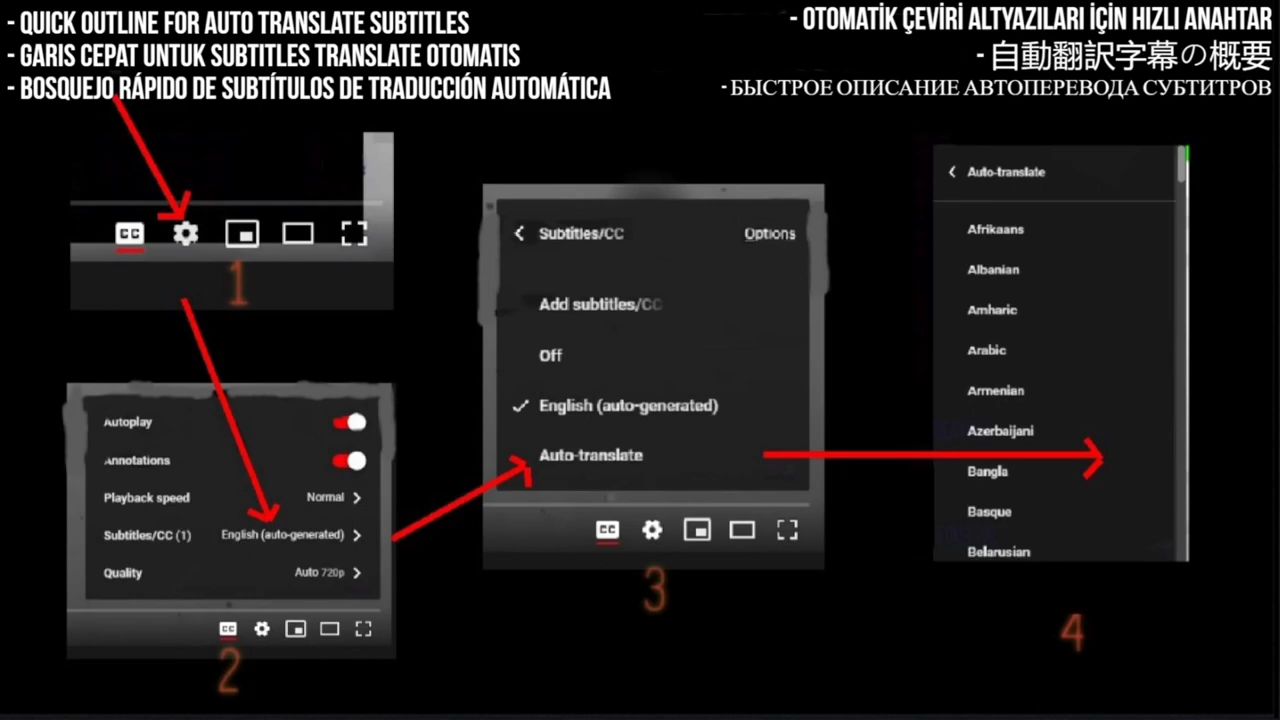 - QUICK OUTLINE FOR AUTO TRANSLATE SUBTITLES
- GARIS CEPAT UNTUK SUBTITLES TRANSLATE OTOMATIS
- BOSQUEJO RÁPIDO DE SUBTÍTULOS DE TRADUCCIÓN AUTOMÁTICA
- OTOMATİK ÇEVİRİ ALTYAZILARI İÇİN HIZLI ANAHTAR
- 自動翻訳字幕の概要
- БЫСТРОЕ ОПИСАНИЕ АВТОПЕРЕВОДА СУБТИТРОВ
CC
1
Autoplay
Annotations
Playback speed Normal
Subtitles/CC (1) English (auto-generated)
Quality Auto 720p
CC
2
Subtitles/CC Options
Add subtitles/CC
Off
English (auto-generated)
Auto-translate
CC
3
Auto-translate
Afrikaans
Albanian
Amharic
Arabic
Armenian
Azerbaijani
Bangla
Basque
Belarusian
4